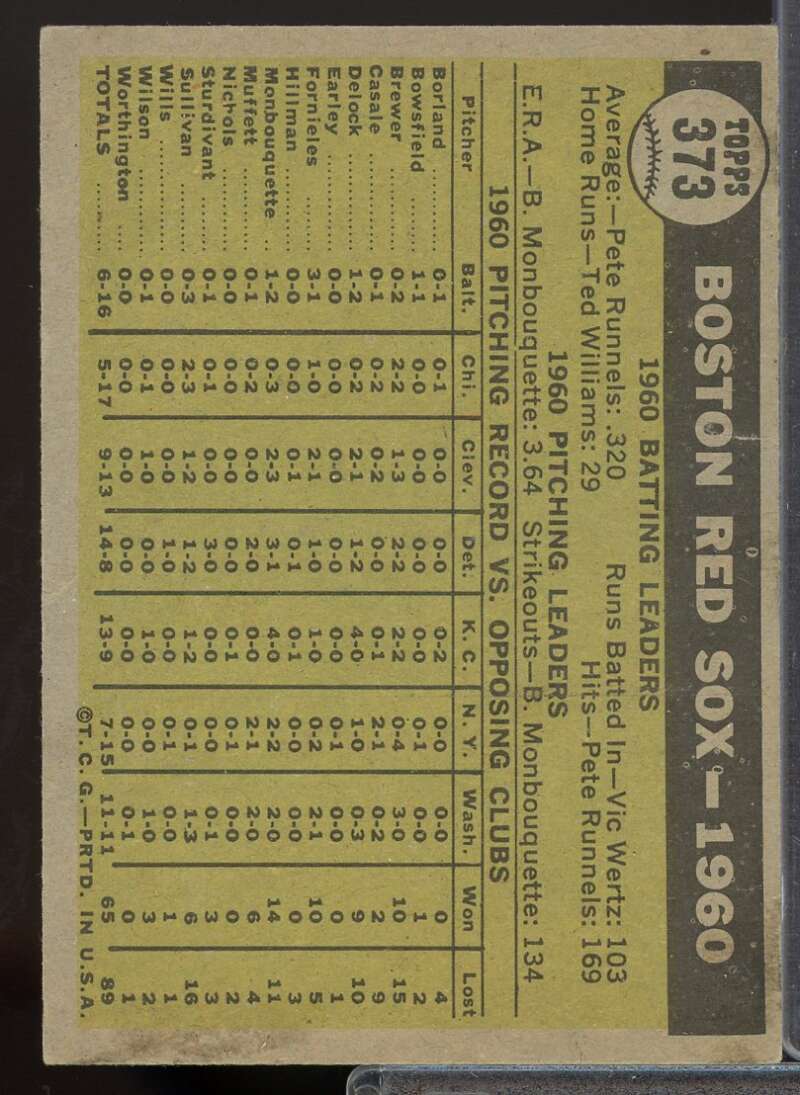 TOPPS
373
BOSTON RED SOX—1960
1960 BATTING LEADERS
Average:—Pete Runnels: .320 Runs Batted In—Vic Wertz: 103
Home Runs—Ted Williams: 29 Hits—Pete Runnels: 169
1960 PITCHING LEADERS
E.R.A.—B. Monbouquette: 3.64 Strikeouts—B. Monbouquette: 134
1960 PITCHING RECORD VS. OPPOSING CLUBS
Pitcher Balt. Chi. Clev. Det. K. C. N. Y. Wash. Won Lost
Borland ........ 0-1 0-1 0-0 0-0 0-2 0-0 0-0 0 4
Bowsfield ...... 1-1 0-0 0-0 0-0 0-0 0-1 0-0 1 2
Brewer .......... 0-2 2-2 1-3 2-2 2-2 0-4 3-0 10 15
Casale .......... 0-1 0-2 0-2 0-0 0-1 2-1 0-2 2 9
Delock .......... 1-2 0-2 2-1 1-2 4-0 1-0 0-3 9 10
Earley .......... 0-0 0-0 0-0 0-0 0-0 0-1 0-0 0 1
Fornieles ...... 3-1 1-0 2-1 1-0 1-0 0-2 2-1 10 5
Hillman ........ 0-0 0-0 0-1 0-1 0-1 0-0 0-0 0 3
Monbouquette .. 1-2 0-3 2-3 3-1 4-0 2-2 2-0 14 11
Muffett ........ 0-1 0-2 0-0 2-0 0-0 2-1 2-0 6 4
Nichols ........ 0-0 0-0 0-0 0-0 0-1 0-1 0-0 0 2
Sturdivant ..... 0-1 0-1 0-0 3-0 0-0 0-0 0-1 3 3
Sullivan ........ 0-3 2-3 1-2 1-2 1-2 0-1 1-3 6 16
Wills ............ 0-0 0-0 0-0 1-0 0-0 0-1 0-0 1 1
Wilson .......... 0-1 0-1 1-0 0-0 1-0 0-0 1-0 3 2
Worthington .... 0-0 0-0 0-0 0-0 0-0 0-0 0-1 0 1
TOTALS ...... 6-16 5-17 9-13 14-8 13-9 7-15 11-11 65 89
©T. C. G.—PRTD. IN U.S.A.